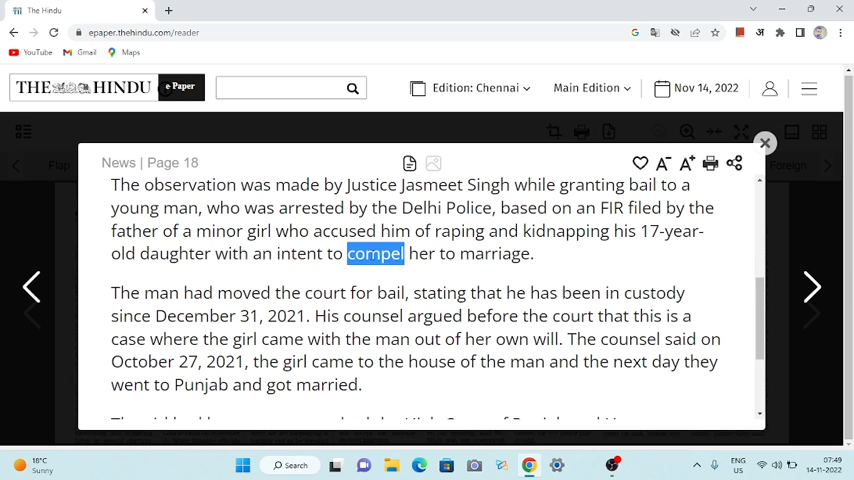 The Hindu
epaper.thehindu.com/reader
YouTube Gmail Maps
THE HINDU e Paper Edition: Chennai Main Edition Nov 14, 2022
Flap Foreign
News | Page 18 A- A+
The observation was made by Justice Jasmeet Singh while granting bail to a
young man, who was arrested by the Delhi Police, based on an FIR filed by the
father of a minor girl who accused him of raping and kidnapping his 17-year-
old daughter with an intent to compel her to marriage.
The man had moved the court for bail, stating that he has been in custody
since December 31, 2021. His counsel argued before the court that this is a
case where the girl came with the man out of her own will. The counsel said on
October 27, 2021, the girl came to the house of the man and the next day they
went to Punjab and got married.
18°C
Sunny
Search
ENG
US
07:49
14-11-2022